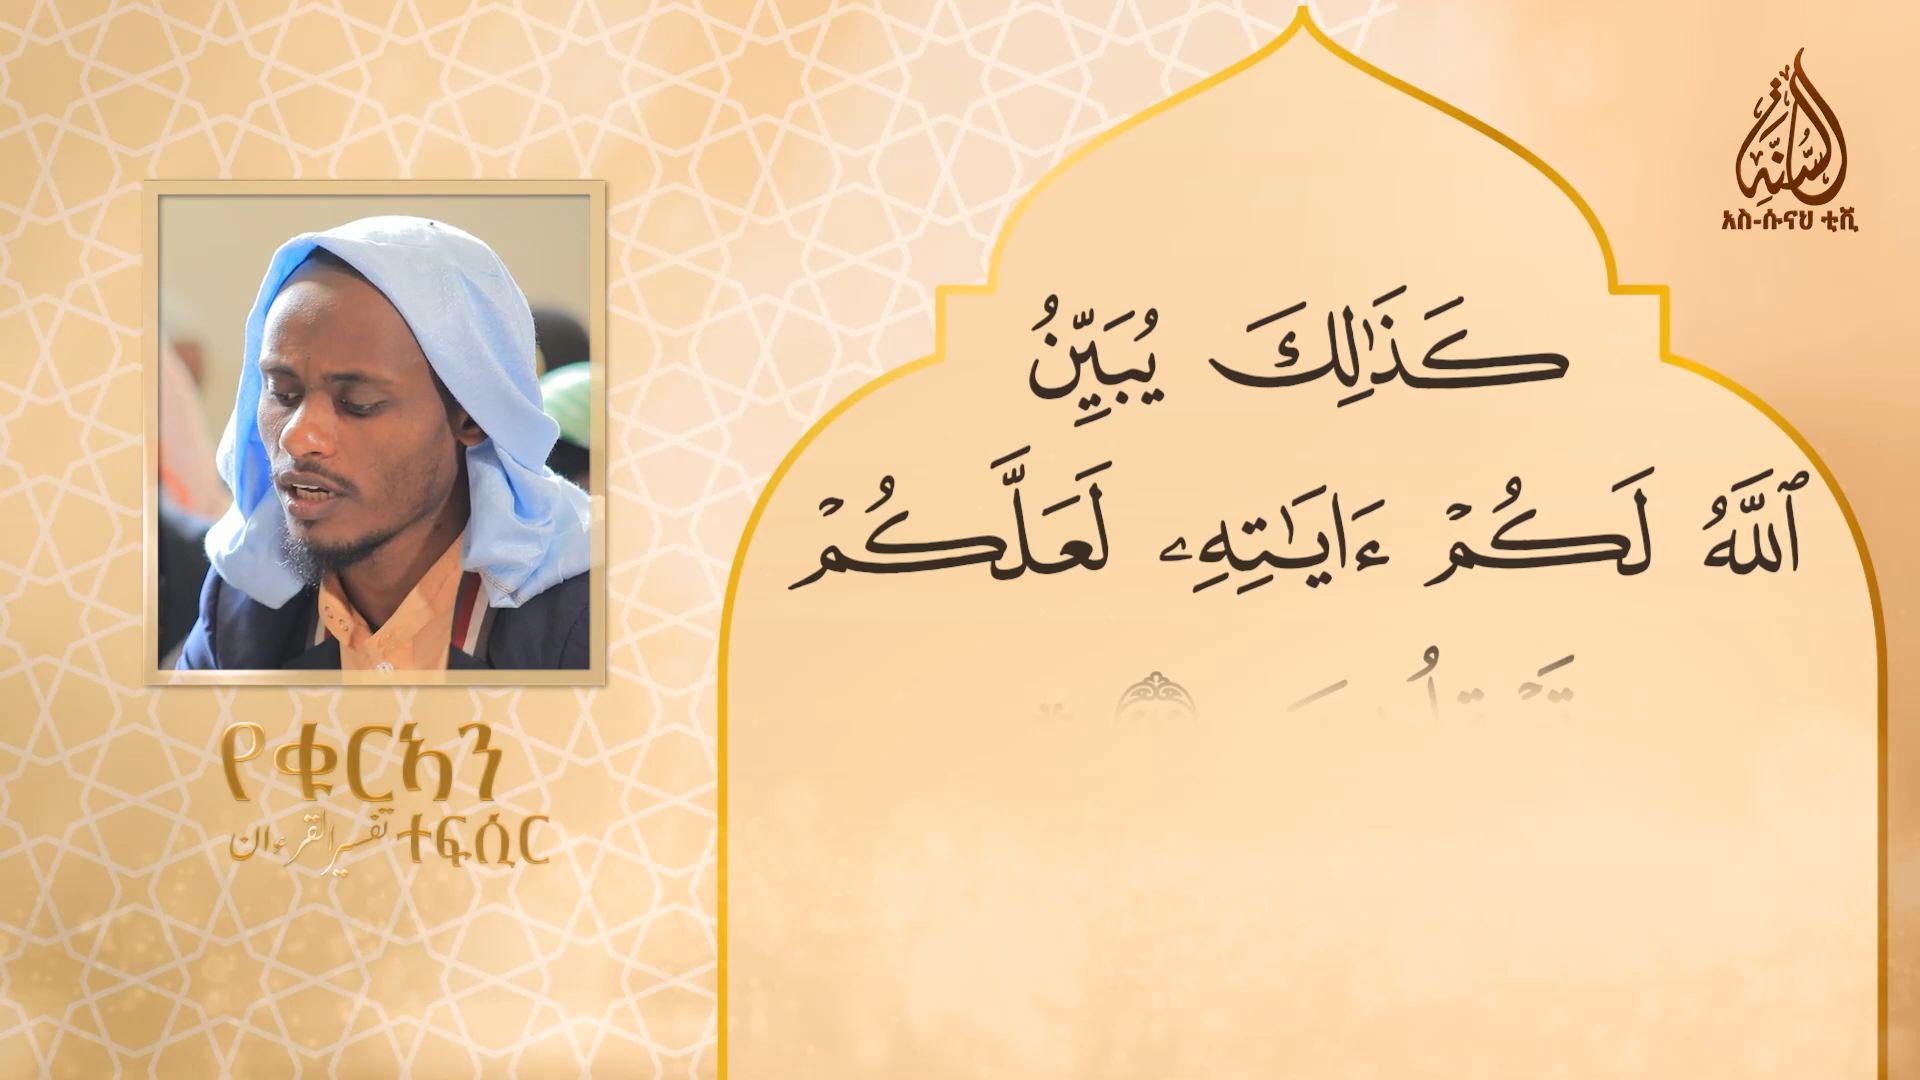 السُّنَّة
አስ-ሱናህ ቲቪ
كَذَٰلِكَ يُبَيِّنُ
ٱللَّهُ لَكُمْ ءَايَـٰتِهِۦ لَعَلَّكُمْ
የቁርኣን
ተፍሲር تفسير القرءان